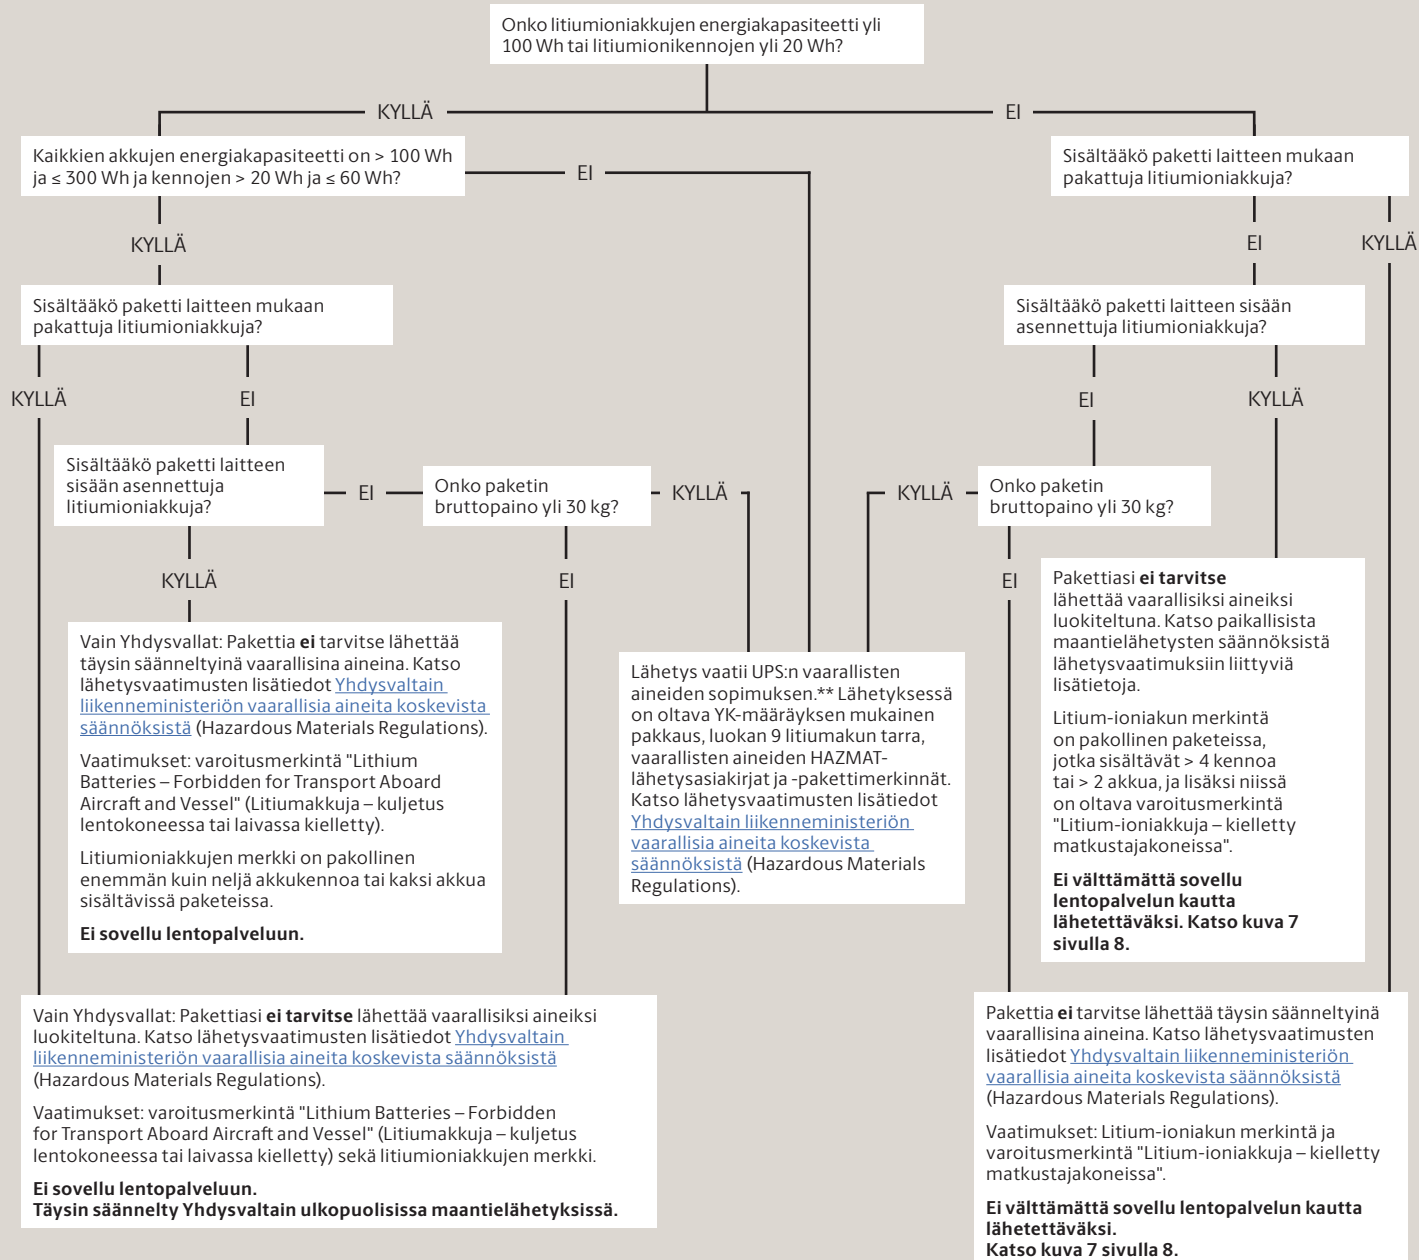 Onko litiumioniakkujen energiakapasiteetti yli
100 Wh tai litiumionikennojen yli 20 Wh?
KYLLÄ
EI
Kaikkien akkujen energiakapasiteetti on > 100 Wh
ja ≤ 300 Wh ja kennojen > 20 Wh ja ≤ 60 Wh?
EI
Sisältääkö paketti laitteen mukaan
pakattuja litiumioniakkuja?
KYLLÄ
EI
KYLLÄ
Sisältääkö paketti laitteen mukaan
pakattuja litiumioniakkuja?
Sisältääkö paketti laitteen sisään
asennettuja litiumioniakkuja?
KYLLÄ
EI
EI
KYLLÄ
Sisältääkö paketti laitteen
sisään asennettuja
litiumioniakkuja?
EI
Onko paketin
bruttopaino yli 30 kg?
KYLLÄ
KYLLÄ
Onko paketin
bruttopaino yli 30 kg?
KYLLÄ
EI
EI
Vain Yhdysvallat: Pakettia ei tarvitse lähettää
täysin säänneltyinä vaarallisina aineina. Katso
lähetysvaatimusten lisätiedot Yhdysvaltain
liikenneministeriön vaarallisia aineita koskevista
säännöksistä (Hazardous Materials Regulations).
Vaatimukset: varoitusmerkintä "Lithium
Batteries – Forbidden for Transport Aboard
Aircraft and Vessel" (Litiumakkuja – kuljetus
lentokoneessa tai laivassa kielletty).
Litiumioniakkujen merkki on pakollinen
enemmän kuin neljä akkukennoa tai kaksi akkua
sisältävissä paketeissa.
Ei sovellu lentopalveluun.
Lähetys vaatii UPS:n vaarallisten
aineiden sopimuksen.** Lähetyksessä
on oltava YK-määräyksen mukainen
pakkaus, luokan 9 litiumakun tarra,
vaarallisten aineiden HAZMAT-
lähetysasiakirjat ja -pakettimerkinnät.
Katso lähetysvaatimusten lisätiedot
Yhdysvaltain liikenneministeriön
vaarallisia aineita koskevista
säännöksistä (Hazardous Materials
Regulations).
Pakettiasi ei tarvitse
lähettää vaarallisiksi aineiksi
luokiteltuna. Katso paikallisista
maantielähetysten säännöksistä
lähetysvaatimuksiin liittyviä
lisätietoja.
Litium-ioniakun merkintä
on pakollinen paketeissa,
jotka sisältävät > 4 kennoa
tai > 2 akkua, ja lisäksi niissä
on oltava varoitusmerkintä
"Litium-ioniakkuja – kielletty
matkustajakoneissa".
Ei välttämättä sovellu
lentopalvelun kautta
lähetettäväksi. Katso kuva 7
sivulla 8.
Vain Yhdysvallat: Pakettiasi ei tarvitse lähettää vaarallisiksi aineiksi
luokiteltuna. Katso lähetysvaatimusten lisätiedot Yhdysvaltain
liikenneministeriön vaarallisia aineita koskevista säännöksistä
(Hazardous Materials Regulations).
Vaatimukset: varoitusmerkintä "Lithium Batteries – Forbidden
for Transport Aboard Aircraft and Vessel" (Litiumakkuja – kuljetus
lentokoneessa tai laivassa kielletty) sekä litiumioniakkujen merkki.
Ei sovellu lentopalveluun.
Täysin säännelty Yhdysvaltain ulkopuolisissa maantielähetyksissä.
Pakettia ei tarvitse lähettää täysin säänneltyinä
vaarallisina aineina. Katso lähetysvaatimusten
lisätiedot Yhdysvaltain liikenneministeriön
vaarallisia aineita koskevista säännöksistä
(Hazardous Materials Regulations).
Vaatimukset: Litium-ioniakun merkintä ja
varoitusmerkintä "Litium-ioniakkuja – kielletty
matkustajakoneissa".
Ei välttämättä sovellu lentopalvelun kautta
lähetettäväksi.
Katso kuva 7 sivulla 8.